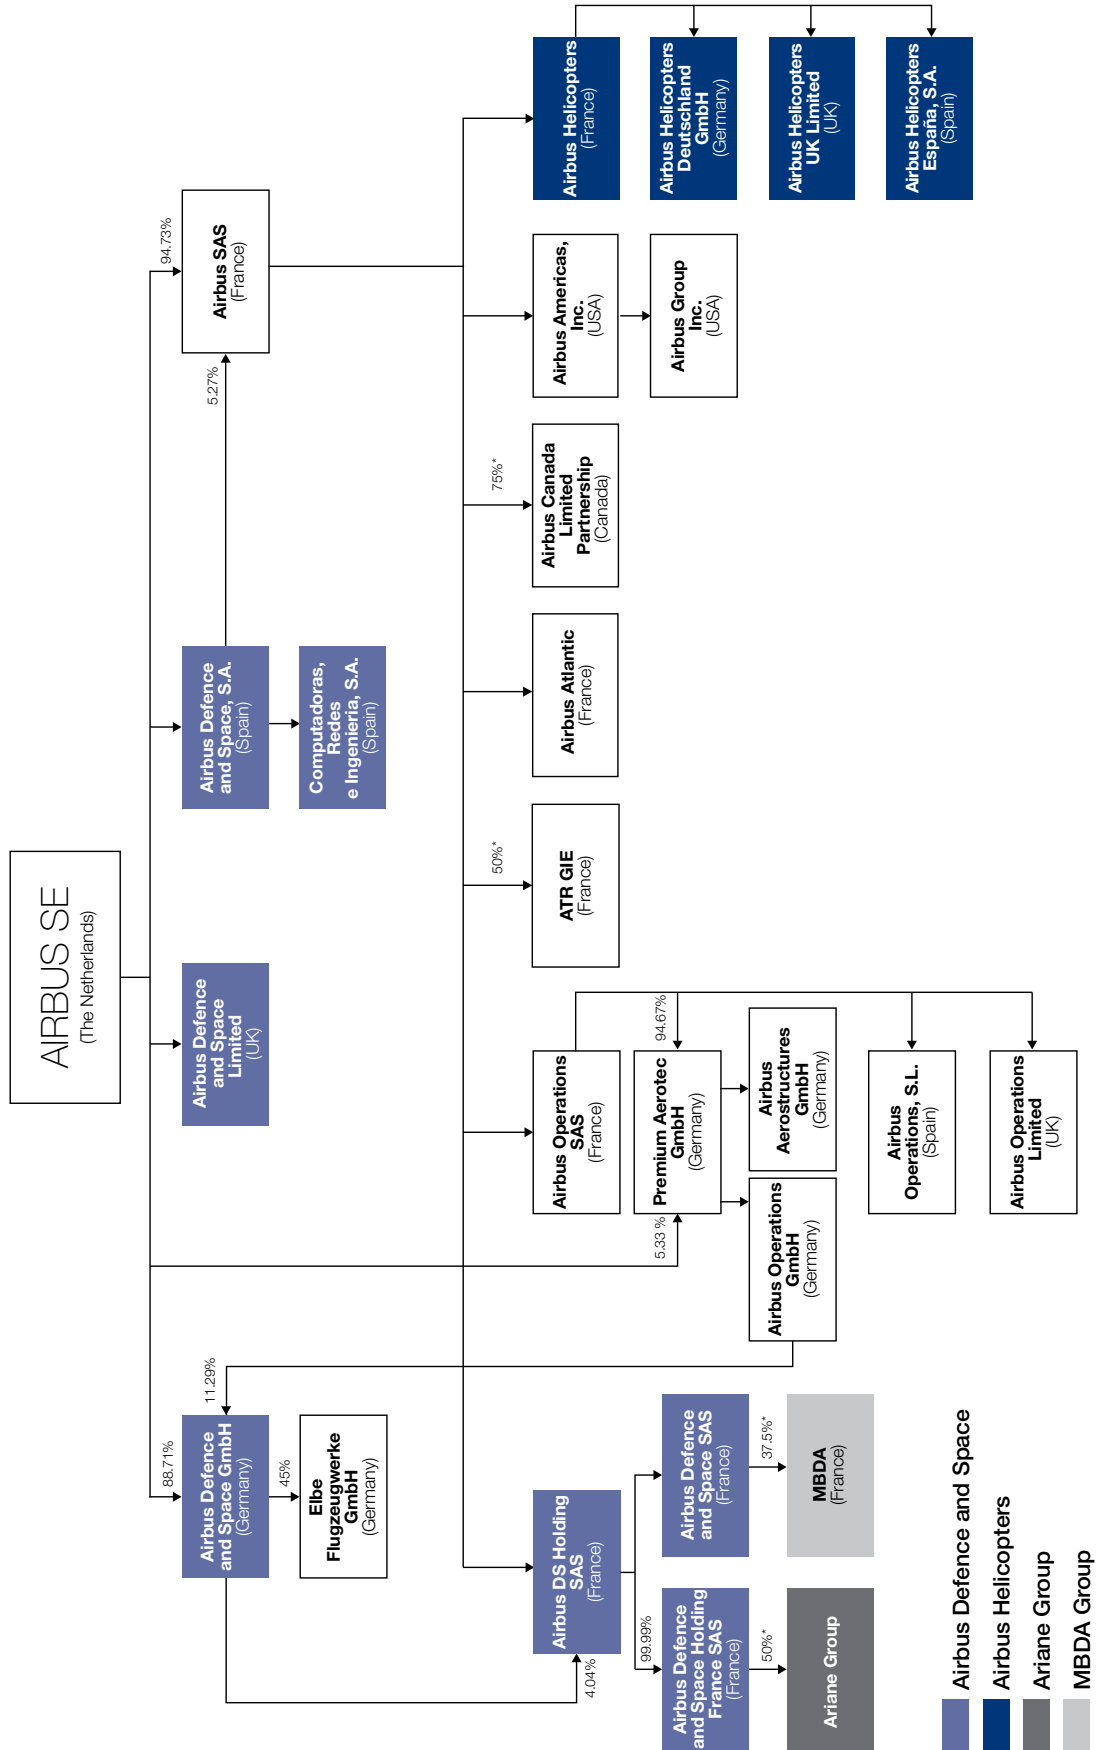 AIRBUS SE
(The Netherlands)
88.71%
94.73%
Airbus Defence
and Space GmbH
(Germany)
11.29%
Airbus Defence
and Space
Limited
(UK)
Airbus Defence
and Space, S.A.
(Spain)
5.27%
Airbus SAS
(France)
45%
Elbe
Flugzeugwerke
GmbH
(Germany)
Computadoras,
Redes
e Ingenieria, S.A.
(Spain)
4.04%
Airbus DS Holding
SAS
(France)
Airbus Operations
SAS
(France)
50%*
ATR GIE
(France)
Airbus Atlantic
(France)
75%*
Airbus Canada
Limited
Partnership
(Canada)
Airbus Americas,
Inc.
(USA)
Airbus Helicopters
(France)
99.99%
Airbus Defence
and Space Holding
France SAS
(France)
Airbus Defence
and Space SAS
(France)
5.33 %
94.67%
Premium Aerotec
GmbH
(Germany)
Airbus Group
Inc.
(USA)
Airbus Helicopters
Deutschland
GmbH
(Germany)
50%*
Ariane Group
37.5%*
MBDA
(France)
Airbus Operations
GmbH
(Germany)
Airbus
Aerostructures
GmbH
(Germany)
Airbus Helicopters
UK Limited
(UK)
Airbus
Operations, S.L.
(Spain)
Airbus Helicopters
España, S.A.
(Spain)
Airbus Operations
Limited
(UK)
Airbus Defence and Space
Airbus Helicopters
Ariane Group
MBDA Group